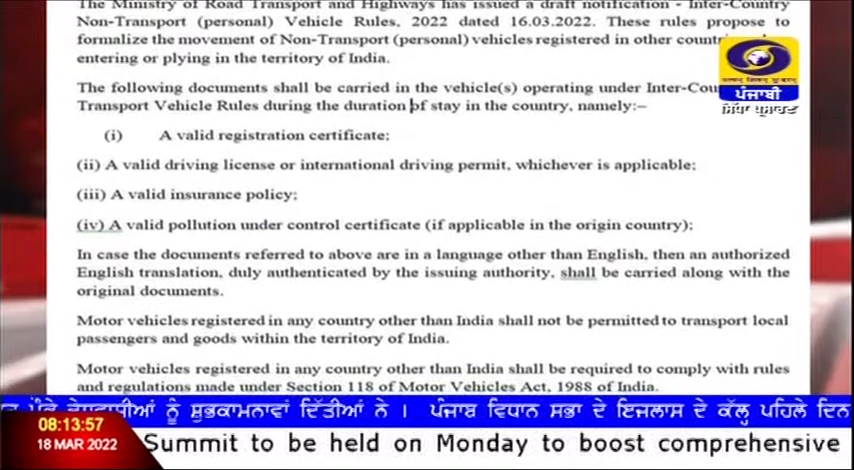 The Ministry of Road Transport and Highways has issued a draft notification - Inter-Country
Non-Transport (personal) Vehicle Rules, 2022 dated 16.03.2022. These rules propose to
formalize the movement of Non-Transport (personal) vehicles registered in other
entering or plying in the territory of India.
The following documents shall be carried in the vehicle(s) operating under
Transport Vehicle Rules during the duration of stay in the country, namely:–
(i) A valid registration certificate;
(ii) A valid driving license or international driving permit, whichever is applicable;
(iii) A valid insurance policy;
(iv) A valid pollution under control certificate (if applicable in the origin country);
In case the documents referred to above are in a language other than English, then an authorized
English translation, duly authenticated by the issuing authority, shall be carried along with the
original documents.
Motor vehicles registered in any country other than India shall not be permitted to transport local
passengers and goods within the territory of India.
Motor vehicles registered in any country other than India shall be required to comply with rules
and regulations made under Section 118 of Motor Vehicles Act, 1988 of India.
ਪੰਜਾਬੀ
ਸਿੱਧਾ ਪ੍ਰਸਾਰਣ
ਦੇਸ਼ਵਾਸੀਆਂ ਨੂੰ ਸ਼ੁਭਕਾਮਨਾਵਾਂ ਦਿੱਤੀਆਂ ਨੇ । ਪੰਜਾਬ ਵਿਧਾਨ ਸਭਾ ਦੇ ਇਜਲਾਸ ਦੇ ਕੱਲ੍ਹ ਪਹਿਲੇ ਦਿਨ
08:13:57
18 MAR 2022
Summit to be held on Monday to boost comprehensive